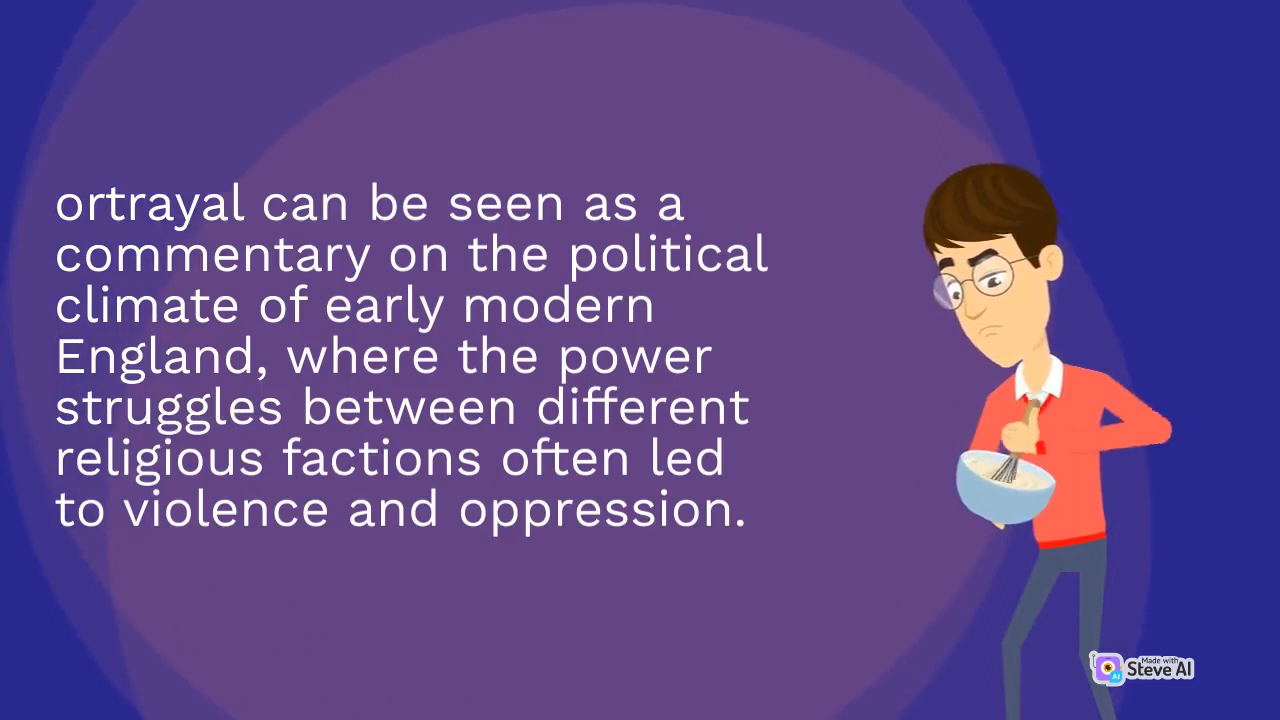 ortrayal can be seen as a
commentary on the political
climate of early modern
England, where the power
struggles between different
religious factions often led
to violence and oppression.
Made with
Steve AI
AI